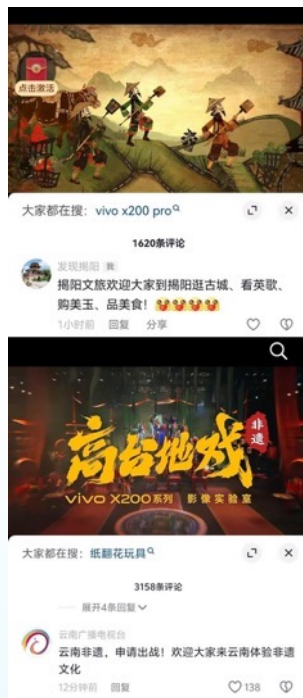 点击激活
大家都在搜：vivo x200 pro
1620条评论
发现揭阳 我
揭阳文旅欢迎大家到揭阳逛古城、看英歌、
购美玉、品美食！
1小时前 回复 分享
高台地戏
非遗
vivo X200系列 影像实验室
大家都在搜：纸翻花玩具
3158条评论
展开4条回复
云南广播电视台
云南非遗，申请出战！欢迎大家来云南体验非遗
文化
12分钟前 回复 138